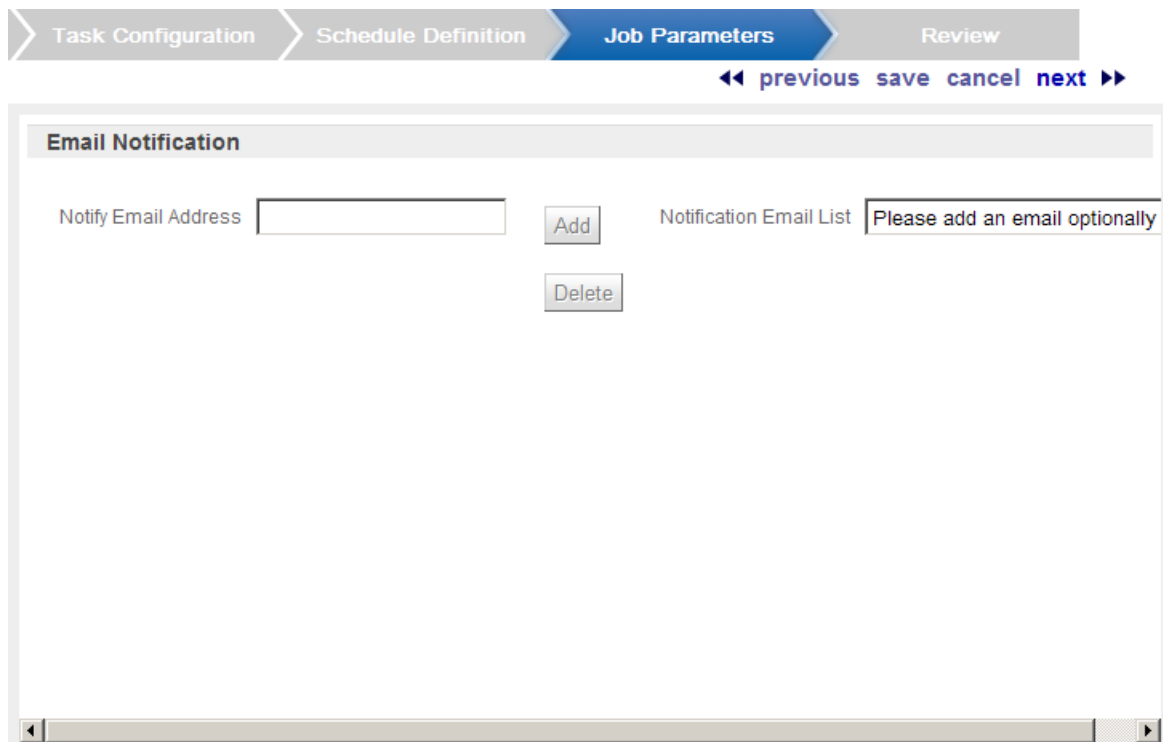 Task Configuration Schedule Definition Job Parameters Review
previous save cancel next
Email Notification
Notify Email Address Add Notification Email List Please add an email optionally
Delete